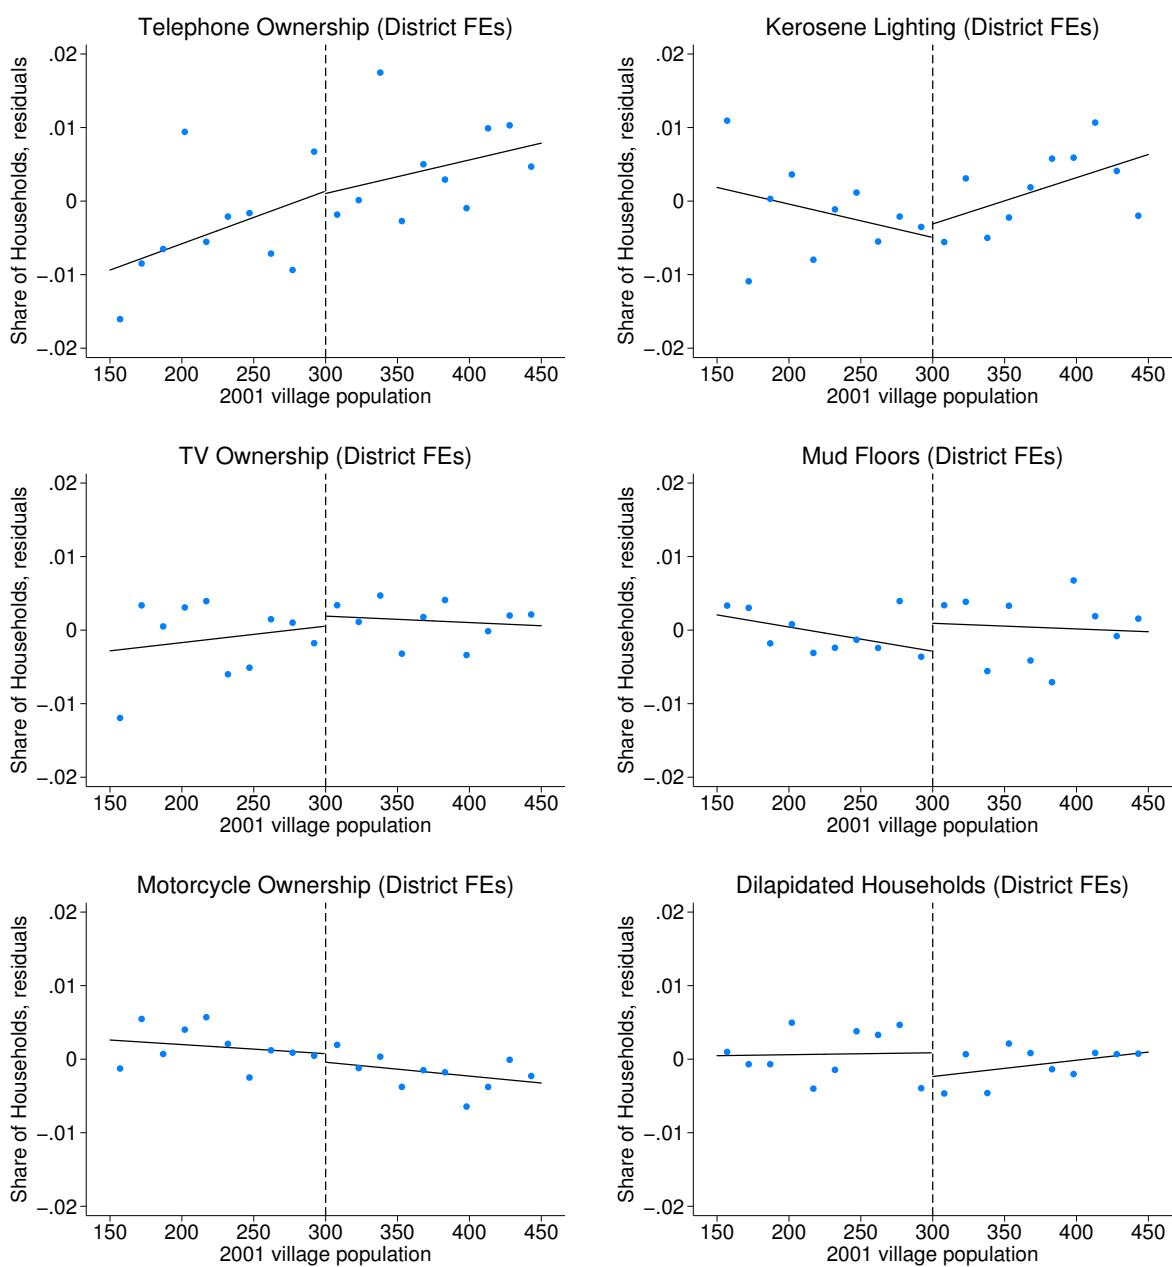 Telephone Ownership (District FEs)
Share of Households, residuals
.02
.01
0
−.01
−.02
150 200 250 300 350 400 450
2001 village population
Kerosene Lighting (District FEs)
Share of Households, residuals
.02
.01
0
−.01
−.02
150 200 250 300 350 400 450
2001 village population
TV Ownership (District FEs)
Share of Households, residuals
.02
.01
0
−.01
−.02
150 200 250 300 350 400 450
2001 village population
Mud Floors (District FEs)
Share of Households, residuals
.02
.01
0
−.01
−.02
150 200 250 300 350 400 450
2001 village population
Motorcycle Ownership (District FEs)
Share of Households, residuals
.02
.01
0
−.01
−.02
150 200 250 300 350 400 450
2001 village population
Dilapidated Households (District FEs)
Share of Households, residuals
.02
.01
0
−.01
−.02
150 200 250 300 350 400 450
2001 village population